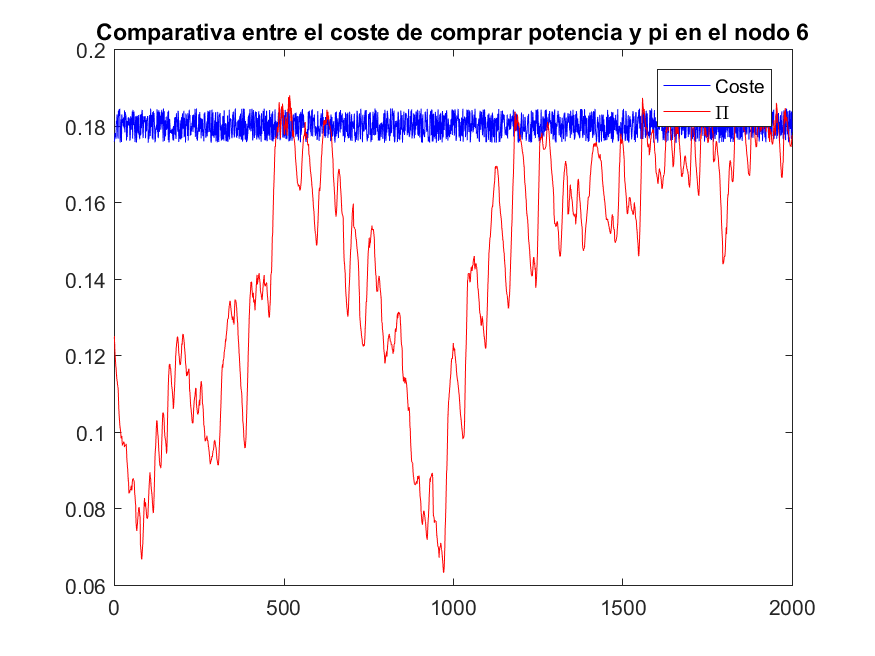 Comparativa entre el coste de comprar potencia y pi en el nodo 6
0.2
0.18
0.16
0.14
0.12
0.1
0.08
0.06
0 500 1000 1500 2000
Coste
Π